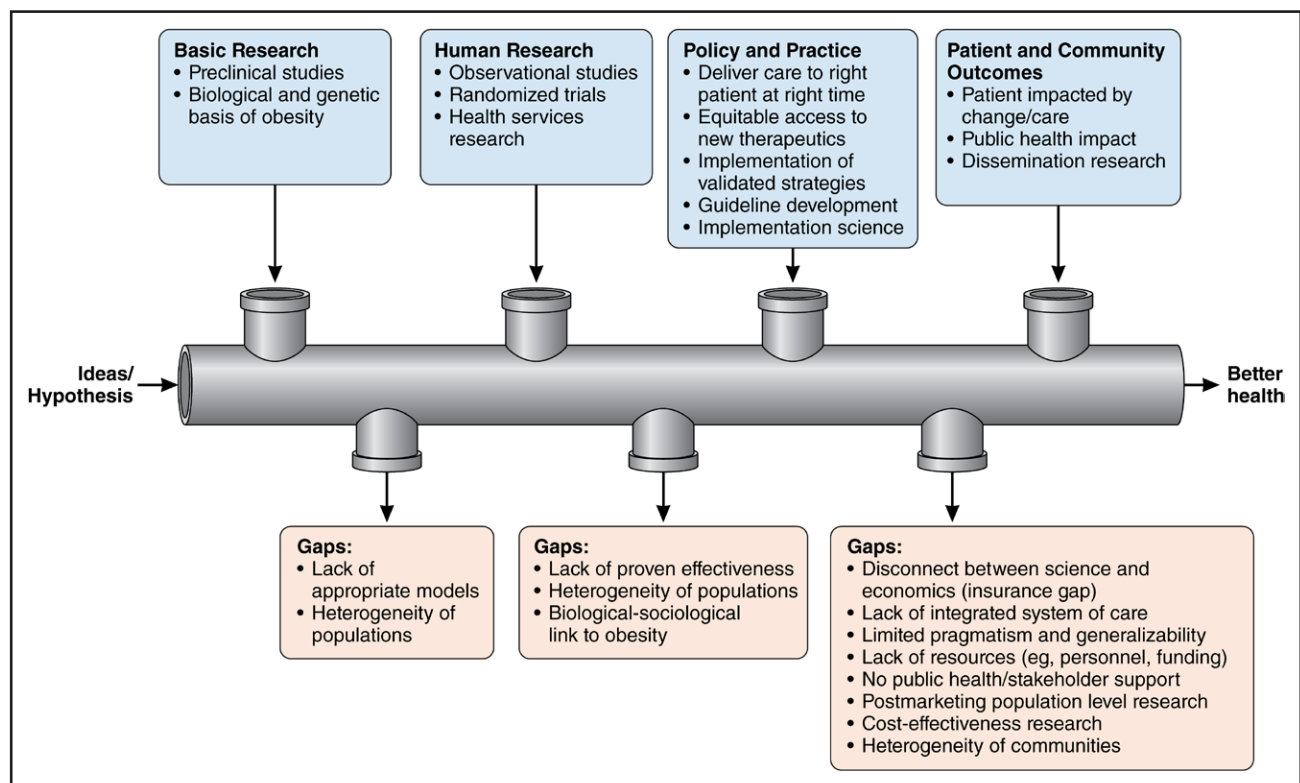 Basic Research
• Preclinical studies
• Biological and genetic
basis of obesity
Human Research
• Observational studies
• Randomized trials
• Health services
research
Policy and Practice
• Deliver care to right
patient at right time
• Equitable access to
new therapeutics
• Implementation of
validated strategies
• Guideline development
• Implementation science
Patient and Community
Outcomes
• Patient impacted by
change/care
• Public health impact
• Dissemination research
Ideas/
Hypothesis
Better
health
Gaps:
• Lack of
appropriate models
• Heterogeneity of
populations
Gaps:
• Lack of proven effectiveness
• Heterogeneity of populations
• Biological-sociological
link to obesity
Gaps:
• Disconnect between science and
economics (insurance gap)
• Lack of integrated system of care
• Limited pragmatism and generalizability
• Lack of resources (eg, personnel, funding)
• No public health/stakeholder support
• Postmarketing population level research
• Cost-effectiveness research
• Heterogeneity of communities